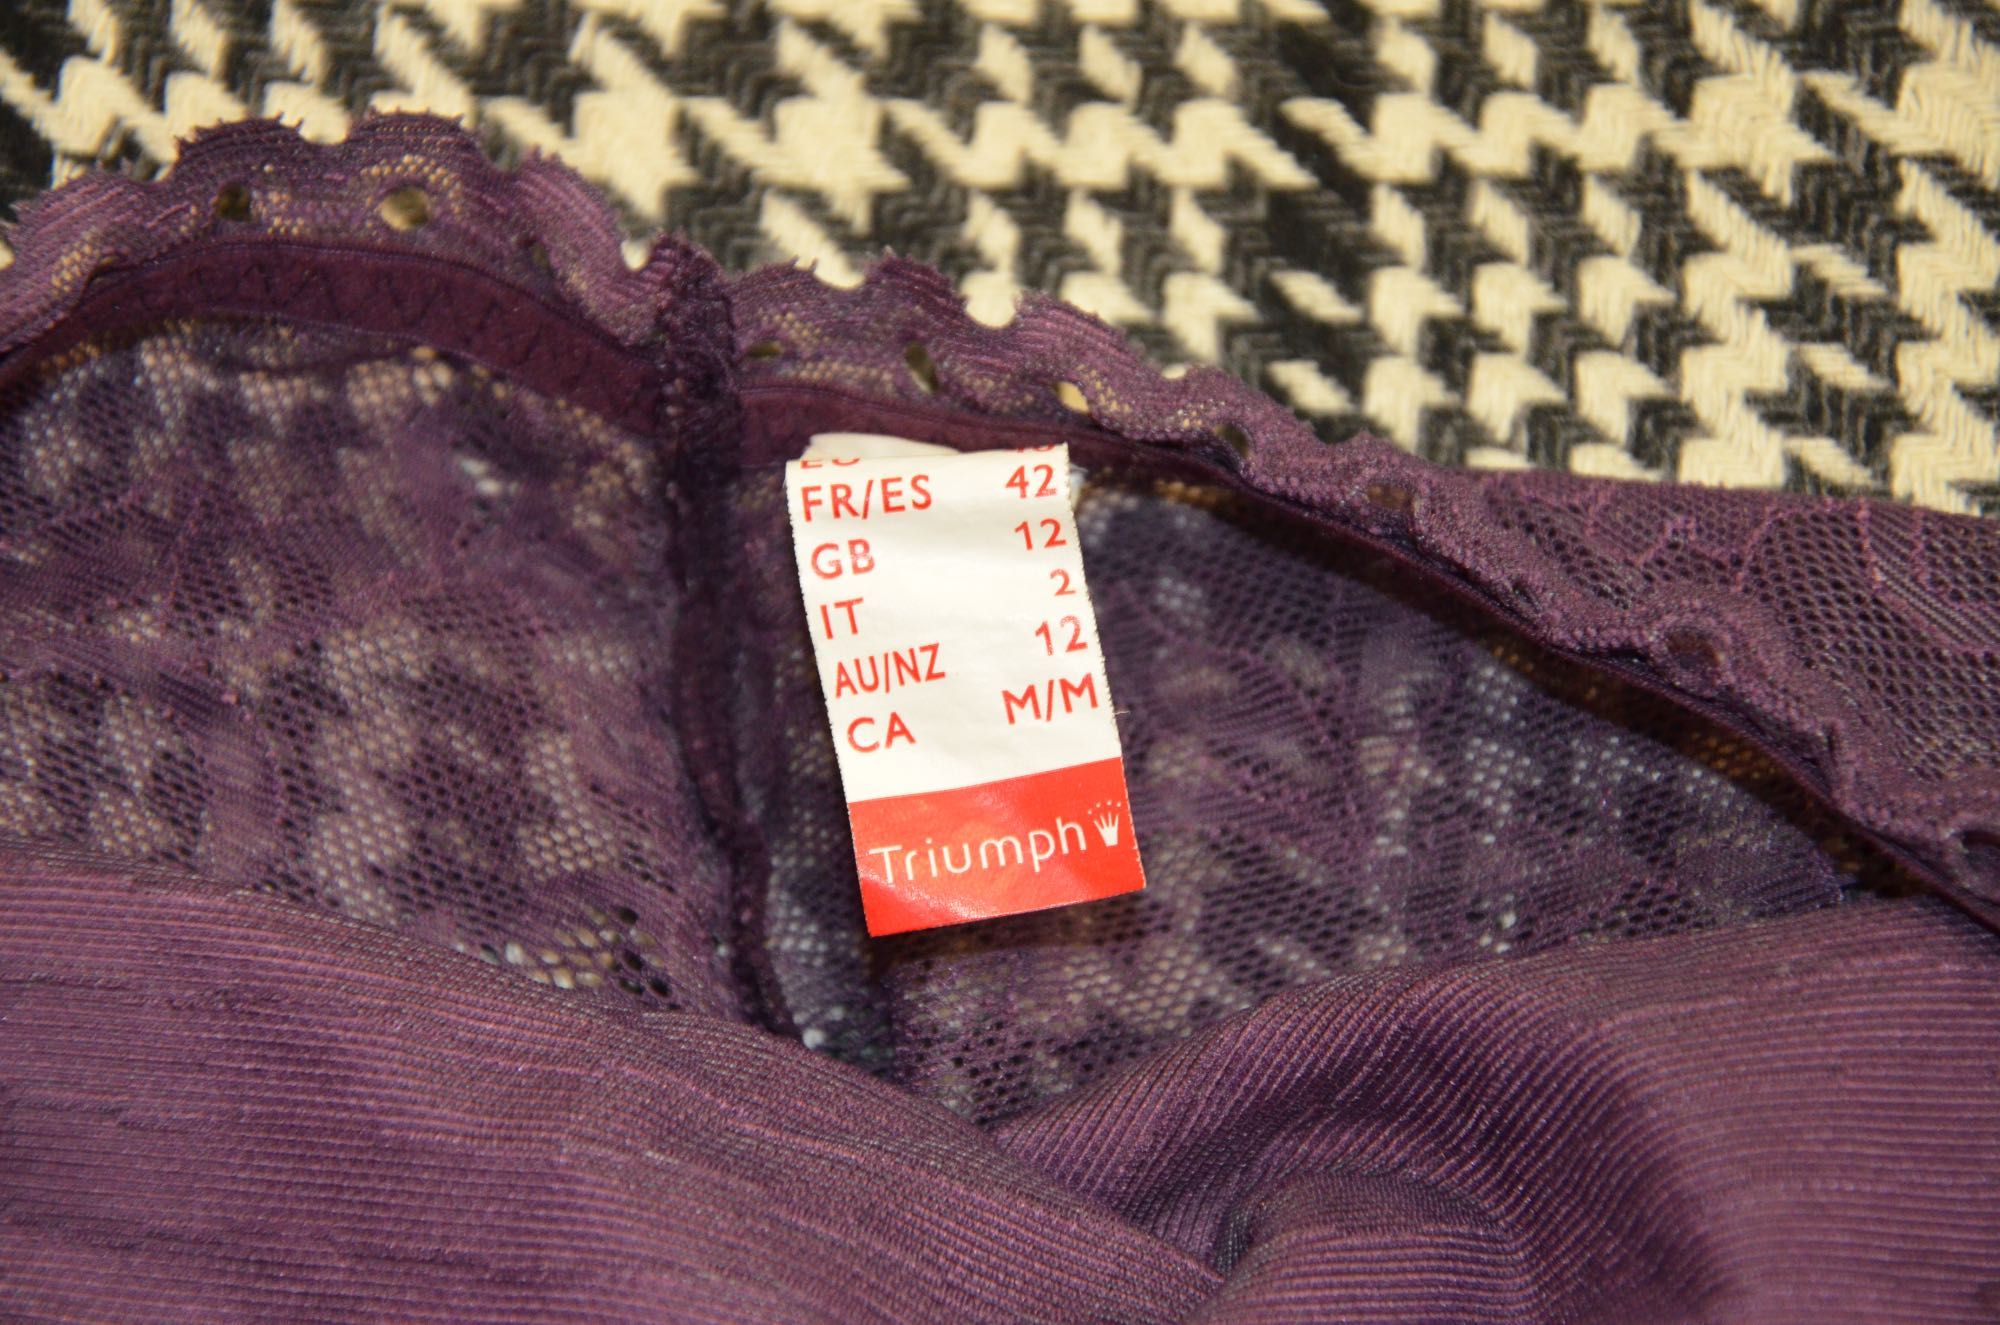 FR/ES 42
GB 12
IT 2
AU/NZ 12
CA M/M
Triumph